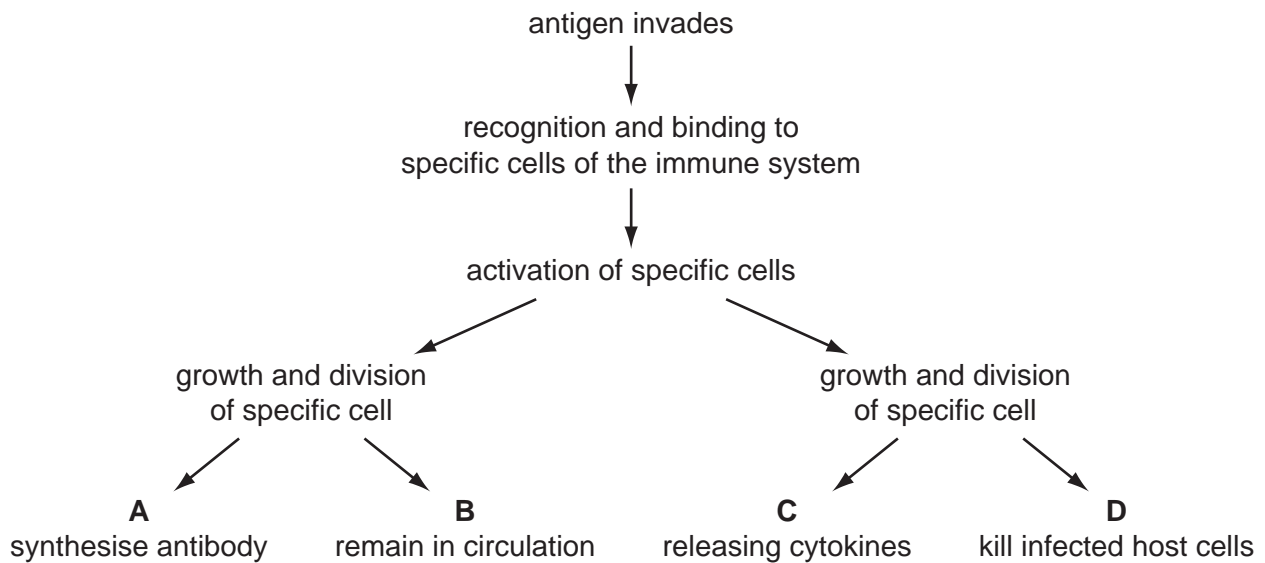 antigen invades
recognition and binding to
specific cells of the immune system
activation of specific cells
growth and division
of specific cell
growth and division
of specific cell
A
synthesise antibody
B
remain in circulation
C
releasing cytokines
D
kill infected host cells